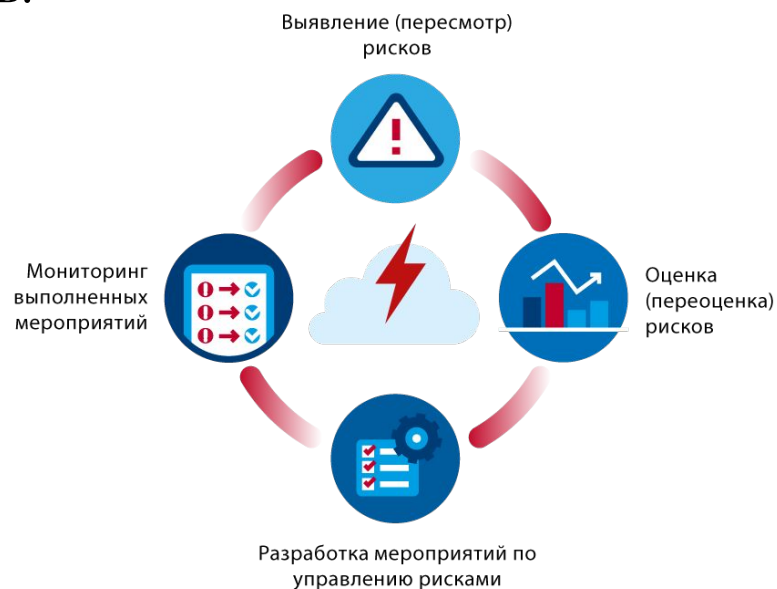 Выявление (пересмотр)
рисков
Мониторинг
выполненных
мероприятий
Оценка
(переоценка)
рисков
Разработка мероприятий по
управлению рисками